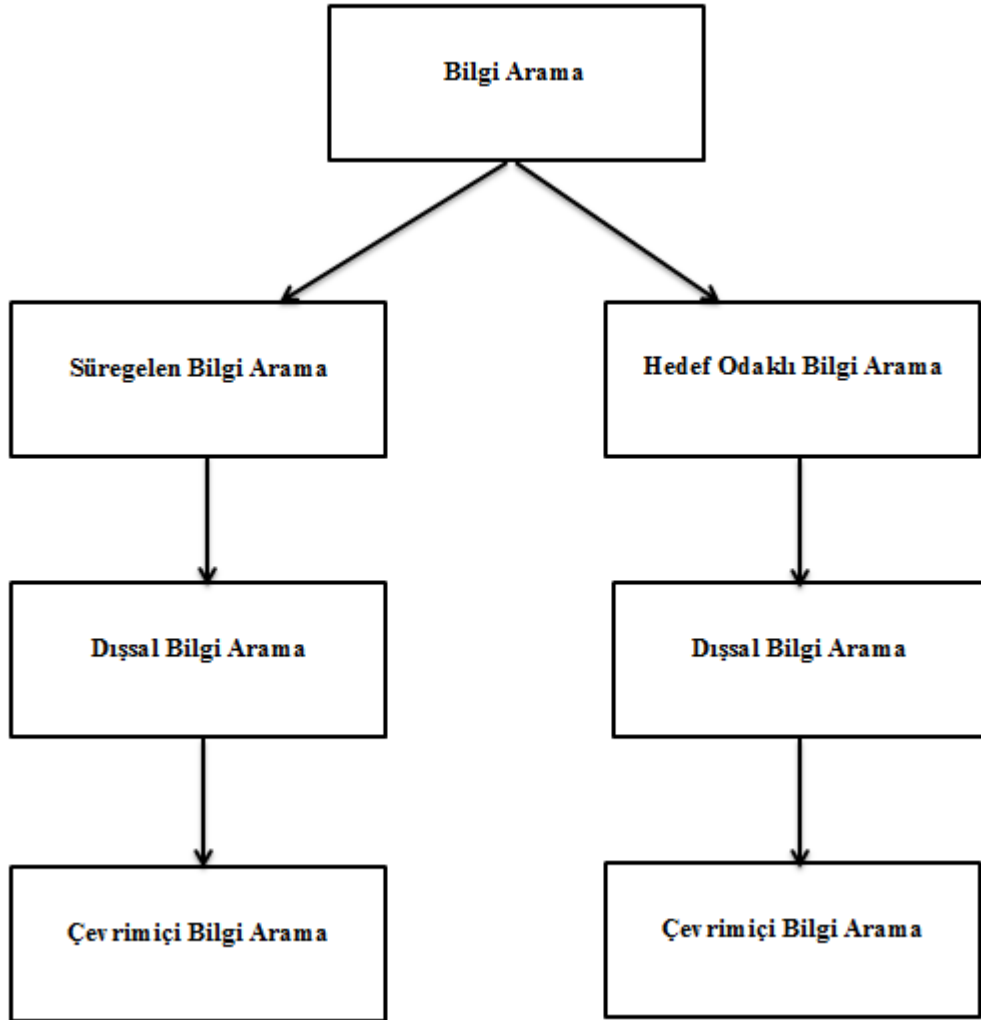 Bilgi Arama
Süregelen Bilgi Arama
Hedef Odaklı Bilgi Arama
Dışsal Bilgi Arama
Dışsal Bilgi Arama
Çevrimiçi Bilgi Arama
Çevrimiçi Bilgi Arama